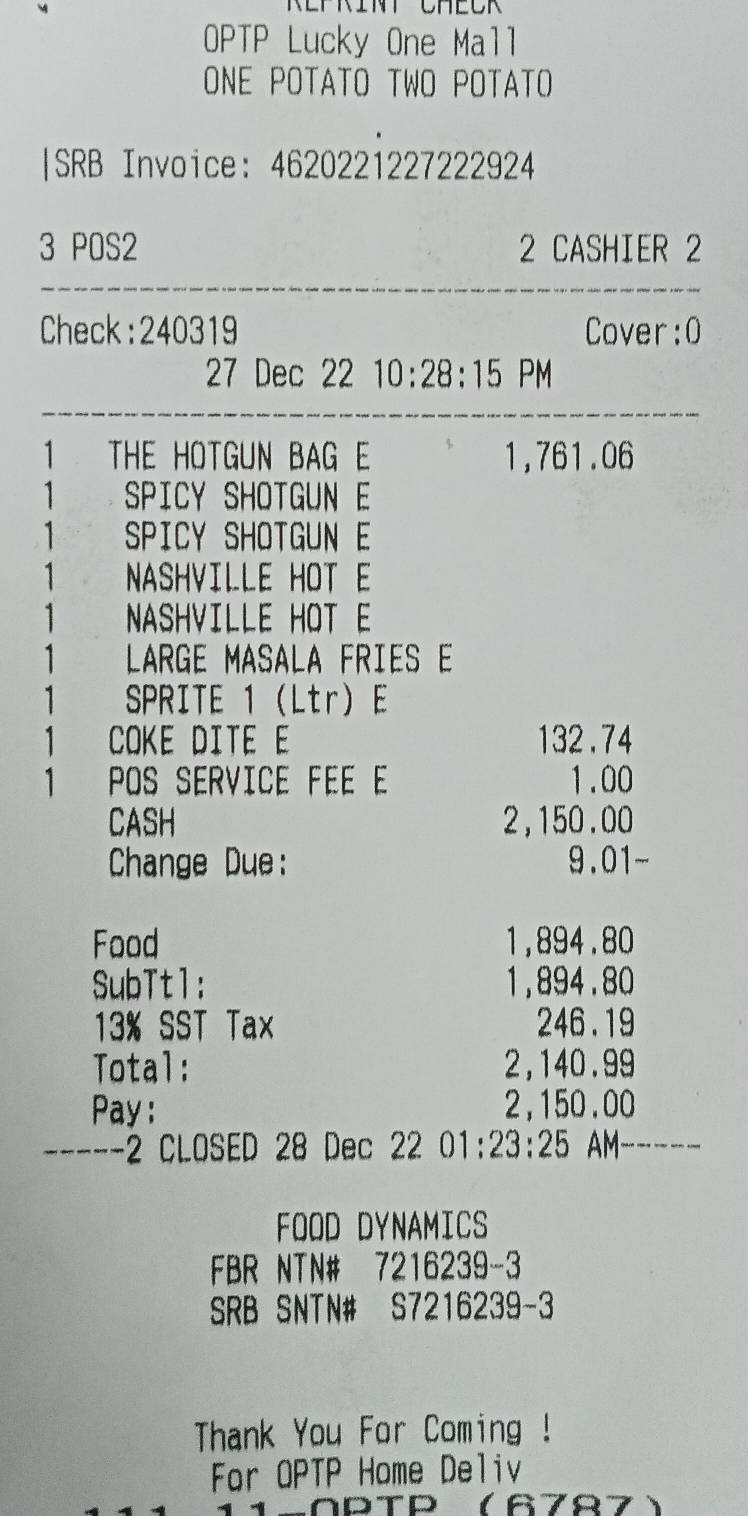 REPRINT CHECK
OPTP Lucky One Mall
ONE POTATO TWO POTATO
|SRB Invoice: 4620221227222924
3 POS2 2 CASHIER 2
Check:240319 Cover:0
27 Dec 22 10:28:15 PM
1 THE HOTGUN BAG E 1,761.06
1 SPICY SHOTGUN E
1 SPICY SHOTGUN E
1 NASHVILLE HOT E
1 NASHVILLE HOT E
1 LARGE MASALA FRIES E
1 SPRITE 1 (Ltr) E
1 COKE DITE E 132.74
1 POS SERVICE FEE E 1.00
CASH 2,150.00
Change Due: 9.01-
Food 1,894.80
SubTtl: 1,894.80
13% SST Tax 246.19
Total: 2,140.99
Pay: 2,150.00
-----2 CLOSED 28 Dec 22 01:23:25 AM-----
FOOD DYNAMICS
FBR NTN# 7216239-3
SRB SNTN# S7216239-3
Thank You For Coming !
For OPTP Home Deliv
111 11-OPTP (6787)